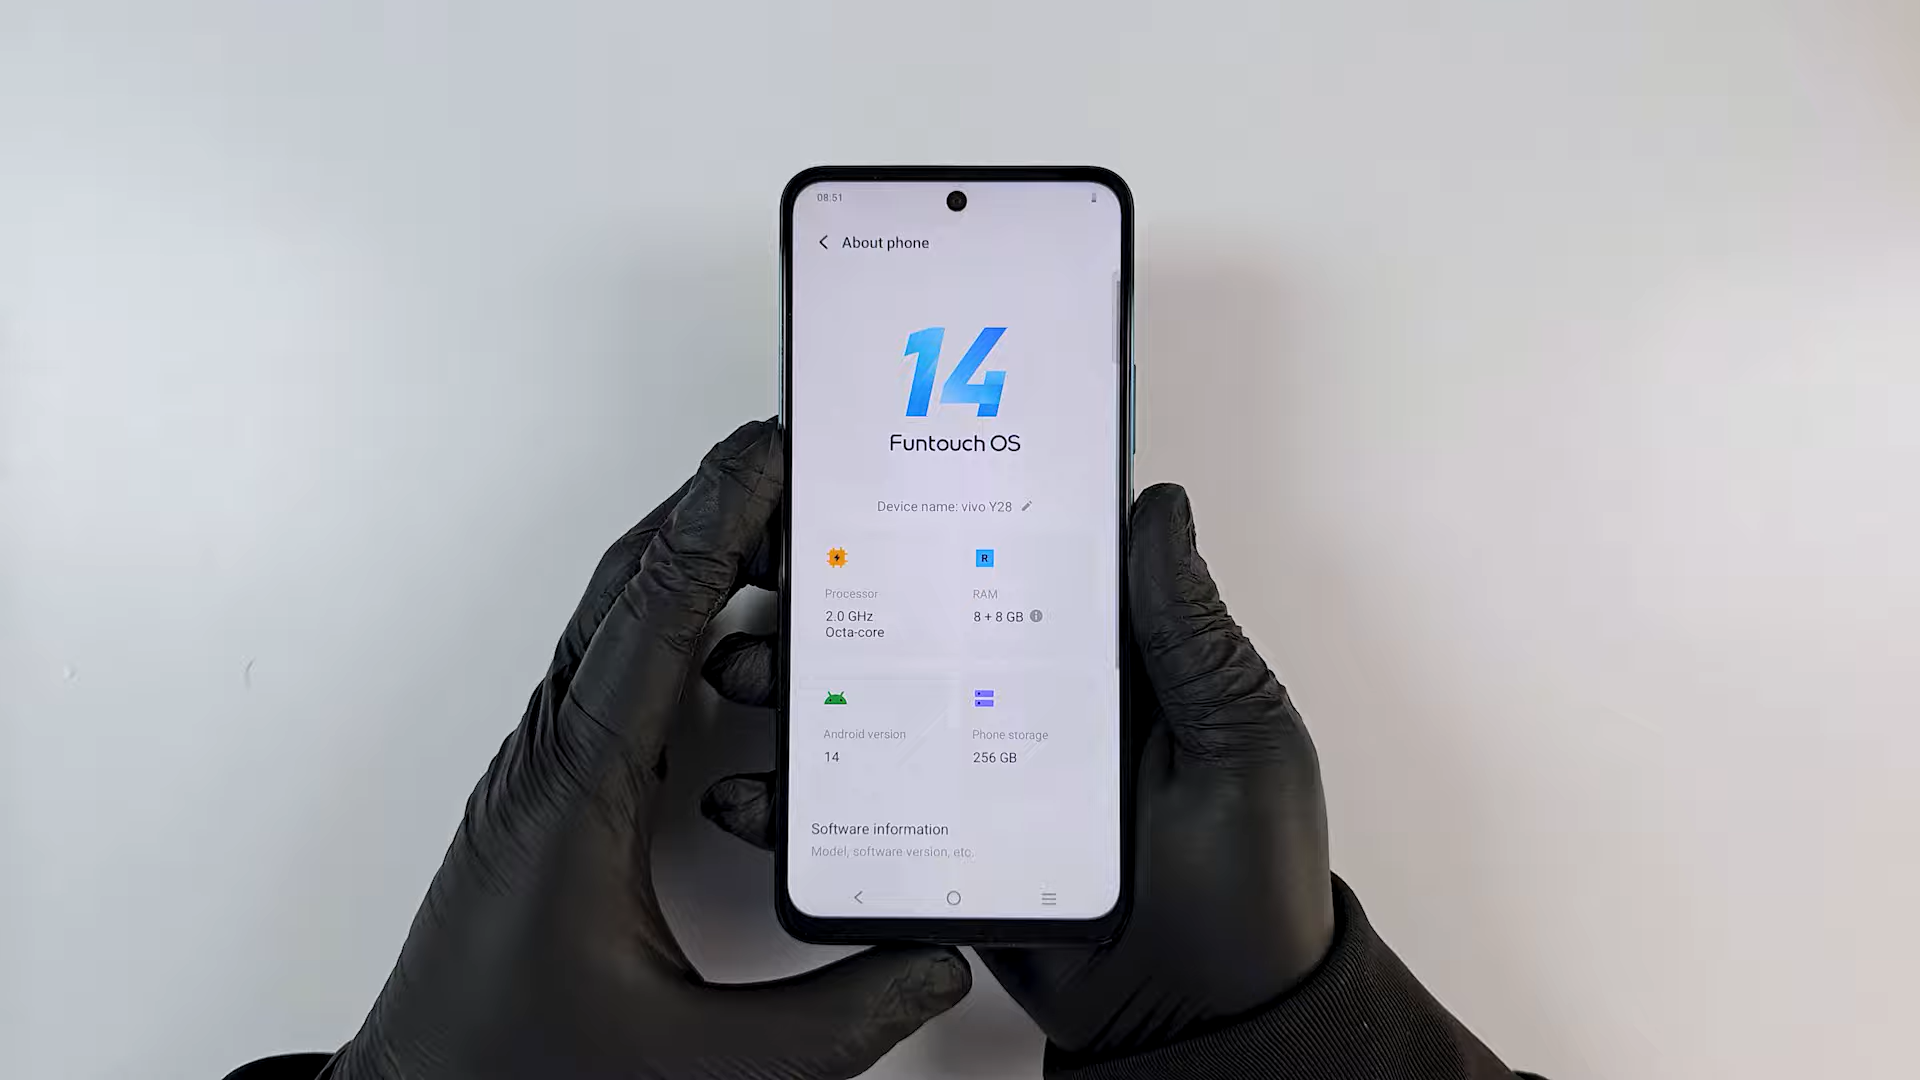 08:51
About phone
14
Funtouch OS
Device name: vivo Y28
R
Processor
RAM
2.0 GHz
Octa-core
8 + 8 GB
Android version
Phone storage
14
256 GB
Software information
Model, software version, etc.